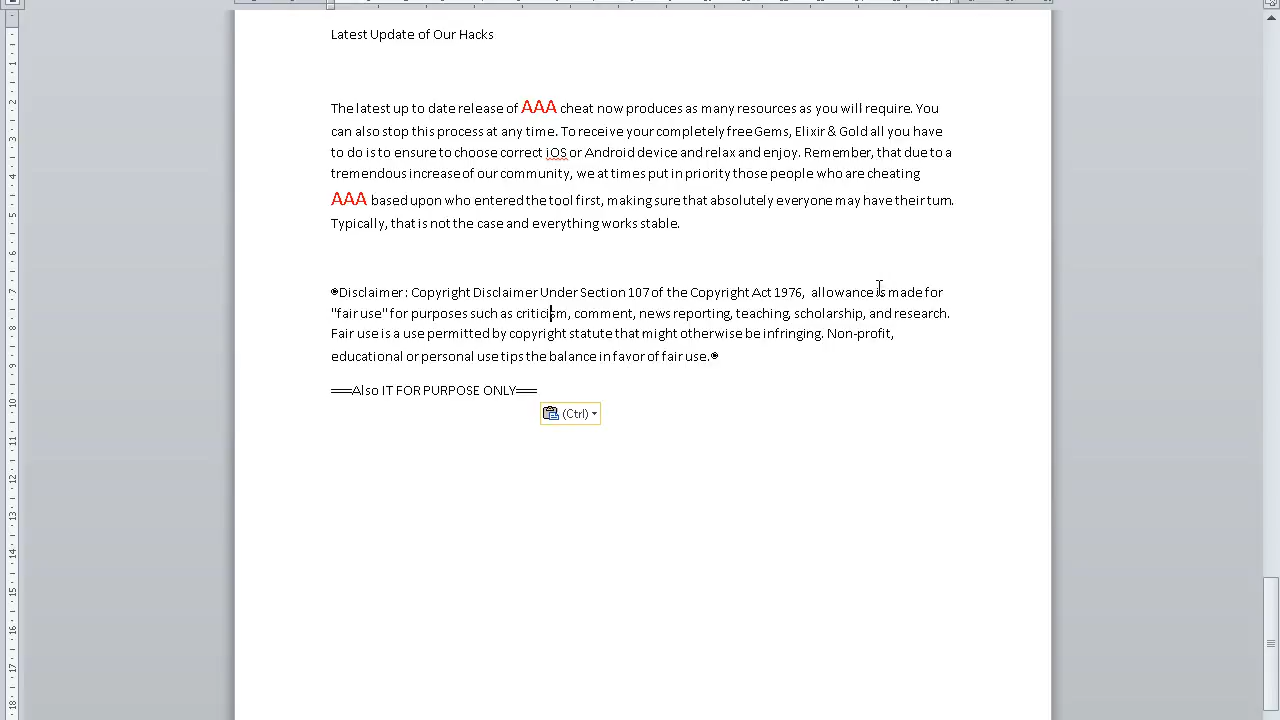 Latest Update of Our Hacks
The latest up to date release of AAA cheat now produces as many resources as you will require. You
can also stop this process at any time. To receive your completely free Gems, Elixir & Gold all you have
to do is to ensure to choose correct iOS or Android device and relax and enjoy. Remember, that due to a
tremendous increase of our community, we at times put in priority those people who are cheating
AAA based upon who entered the tool first, making sure that absolutely everyone may have their turn.
Typically, that is not the case and everything works stable.
◉Disclaimer: Copyright Disclaimer Under Section 107 of the Copyright Act 1976,  allowance is made for
"fair use" for purposes such as criticism, comment, news reporting, teaching, scholarship, and research.
Fair use is a use permitted by copyright statute that might otherwise be infringing. Non-profit,
educational or personal use tips the balance in favor of fair use.◉
═══Also IT FOR PURPOSE ONLY═══
(Ctrl)